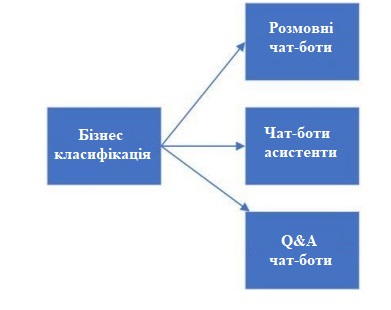 Розмовні
чат-боти
Бізнес
класифікація
Чат-боти
асистенти
Q&A
чат-боти